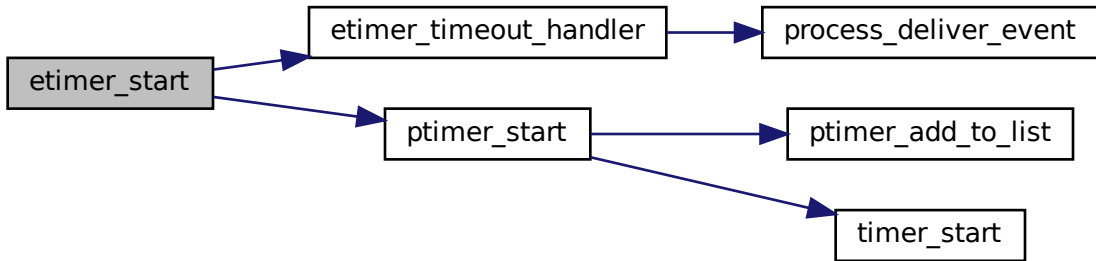 etimer_timeout_handler
process_deliver_event
etimer_start
ptimer_start
ptimer_add_to_list
timer_start